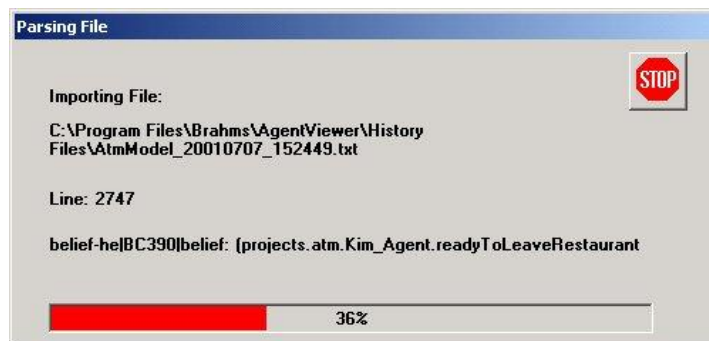 Parsing File
STOP
Importing File:
C:\Program Files\Brahms\AgentViewer\History
Files\AtmModel_20010707_152449.txt
Line: 2747
belief-he|BC390|belief: (projects.atm.Kim_Agent.readyToLeaveRestaurant
36%